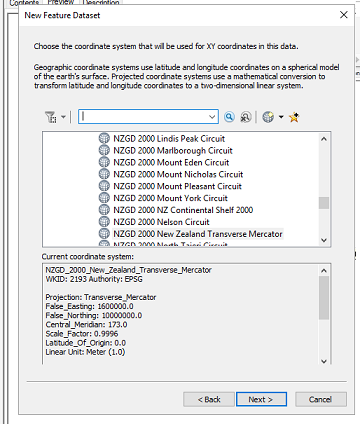 Contents Preview Description
New Feature Dataset
Choose the coordinate system that will be used for XY coordinates in this data.
Geographic coordinate systems use latitude and longitude coordinates on a spherical model
of the earth's surface. Projected coordinate systems use a mathematical conversion to
transform latitude and longitude coordinates to a two-dimensional linear system.
NZGD 2000 Lindis Peak Circuit
NZGD 2000 Marlborough Circuit
NZGD 2000 Mount Eden Circuit
NZGD 2000 Mount Nicholas Circuit
NZGD 2000 Mount Pleasant Circuit
NZGD 2000 Mount York Circuit
NZGD 2000 NZ Continental Shelf 2000
NZGD 2000 Nelson Circuit
NZGD 2000 New Zealand Transverse Mercator
NZGD 2000 North Taieri Circuit
Current coordinate system:
NZGD_2000_New_Zealand_Transverse_Mercator
WKID: 2193 Authority: EPSG
Projection: Transverse_Mercator
False_Easting: 1600000.0
False_Northing: 10000000.0
Central_Meridian: 173.0
Scale_Factor: 0.9996
Latitude_Of_Origin: 0.0
Linear Unit: Meter (1.0)
< Back Next > Cancel